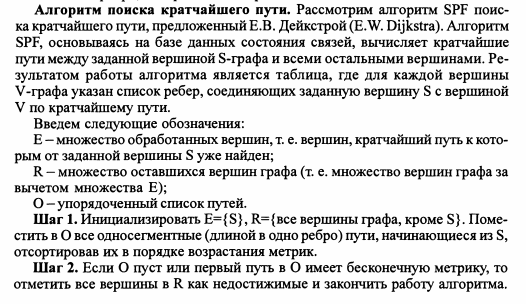 Алгоритм поиска кратчайшего пути. Рассмотрим алгоритм SPF поис-
ка кратчайшего пути, предложенный Е.В. Дейкстрой (E.W. Dijkstra). Алгоритм
SPF, основываясь на базе данных состояния связей, вычисляет кратчайшие
пути между заданной вершиной S-графа и всеми остальными вершинами. Ре-
зультатом работы алгоритма является таблица, где для каждой вершины
V-графа указан список ребер, соединяющих заданную вершину S с вершиной
V по кратчайшему пути.
Введем следующие обозначения:
E – множество обработанных вершин, т. е. вершин, кратчайший путь к кото-
рым от заданной вершины S уже найден;
R – множество оставшихся вершин графа (т. е. множество вершин графа за
вычетом множества E);
O – упорядоченный список путей.
Шаг 1. Инициализировать E={S}, R={все вершины графа, кроме S}. Поме-
стить в O все односегментные (длиной в одно ребро) пути, начинающиеся из S,
отсортировав их в порядке возрастания метрик.
Шаг 2. Если O пуст или первый путь в O имеет бесконечную метрику, то
отметить все вершины в R как недостижимые и закончить работу алгоритма.